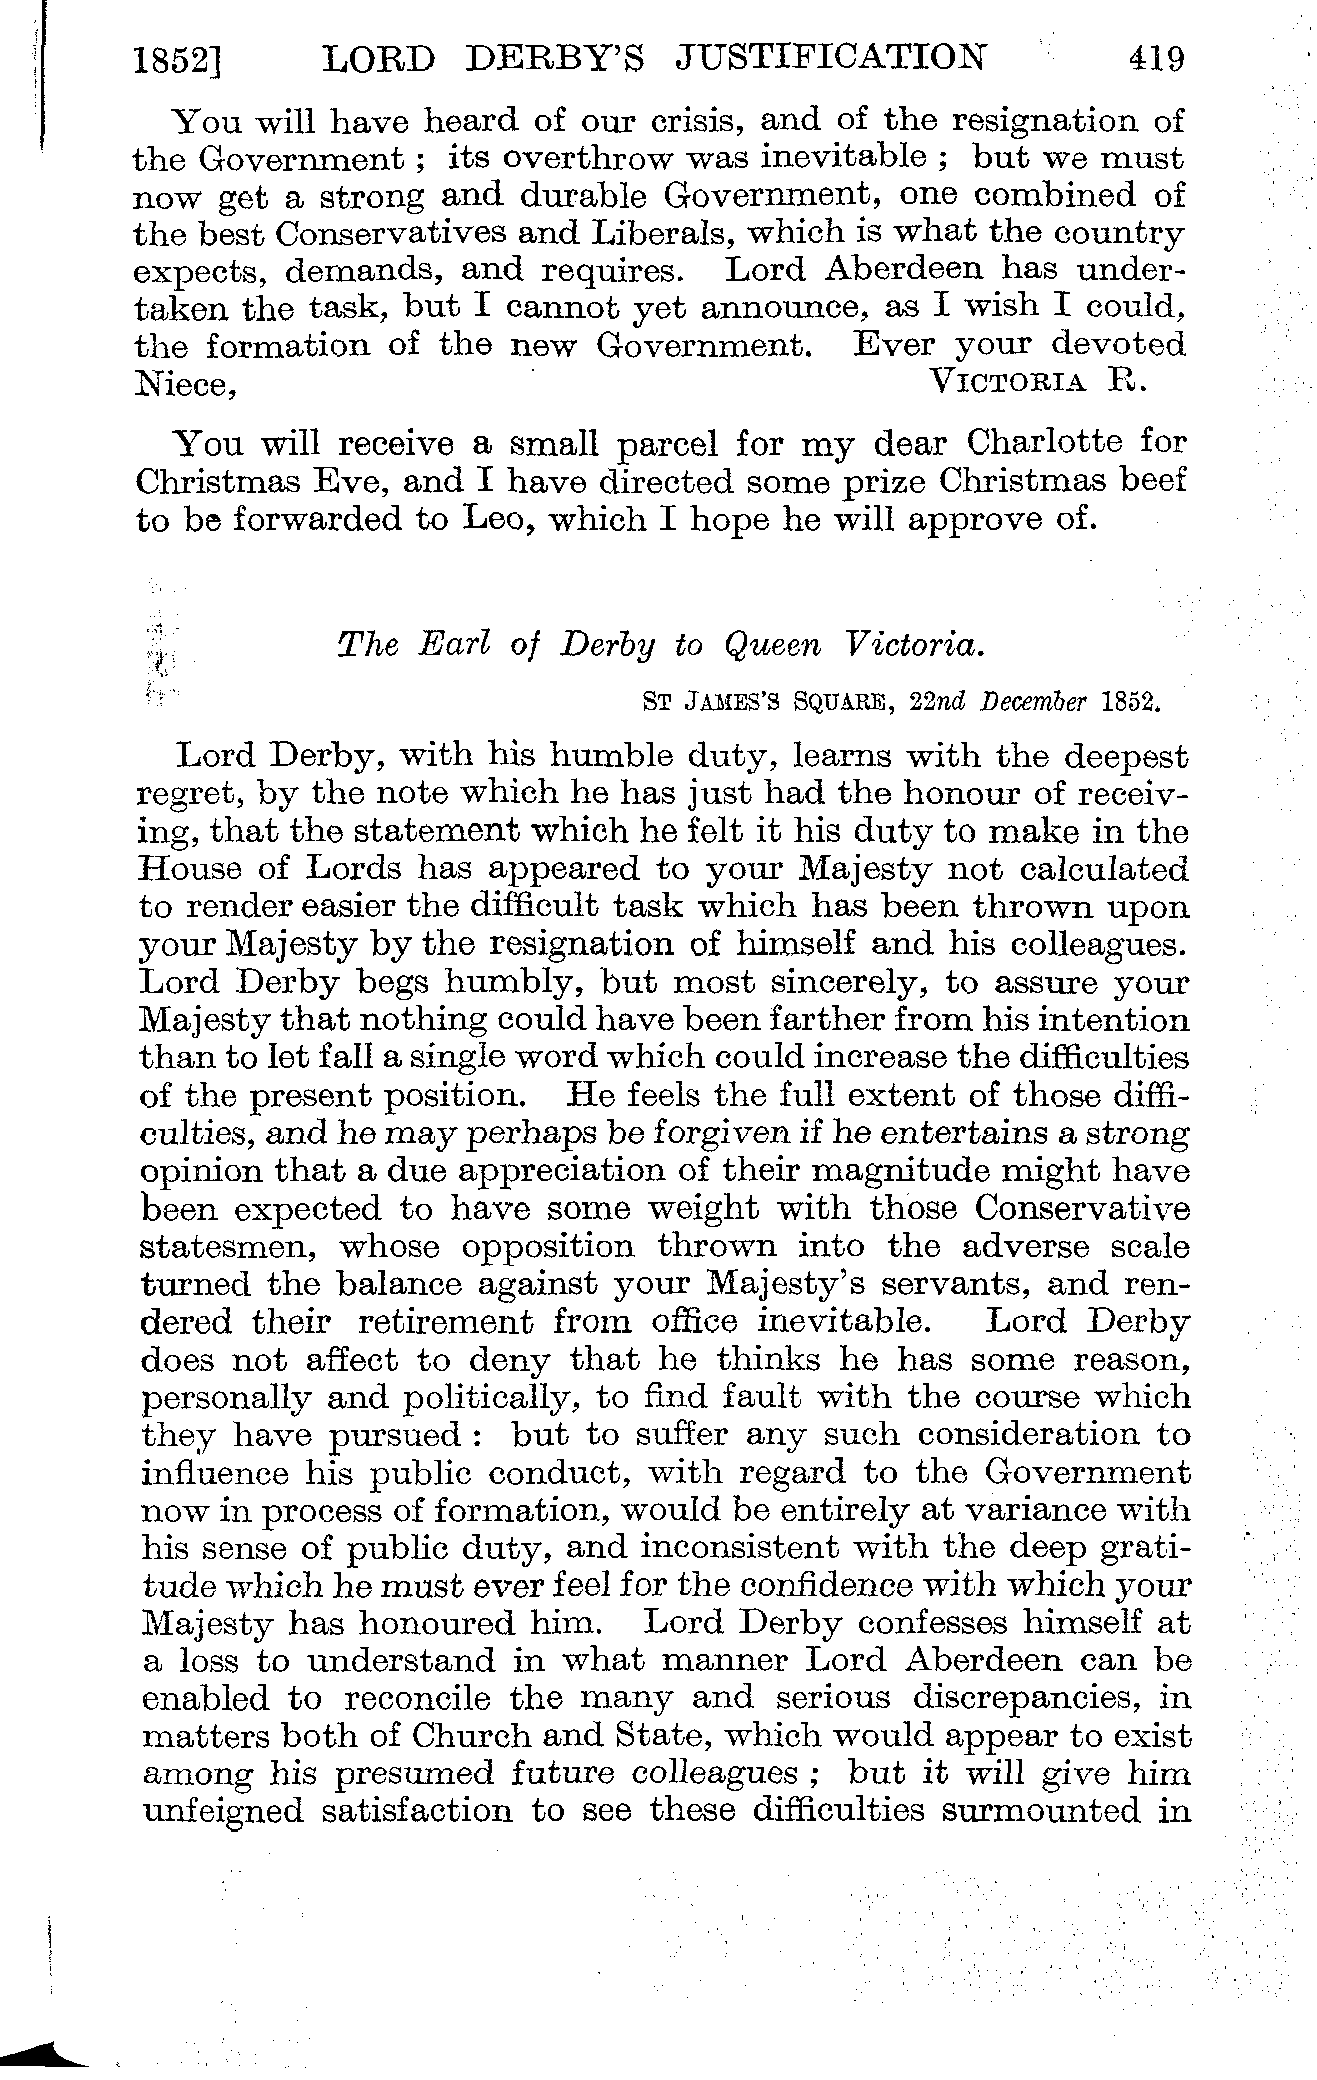 1852] LORD DERBY'S JUSTIFICATION 419
You will have heard of our crisis, and of the resignation of
the Government ; its overthrow was inevitable ; but we must
now get a strong and durable Government, one combined of
the best Conservatives and Liberals, which is what the country
expects, demands, and requires. Lord Aberdeen has under-
taken the task, but I cannot yet announce, as I wish I could,
the formation of the new Government. Ever your devoted
Niece, VICTORIA R.
You will receive a small parcel for my dear Charlotte for
Christmas Eve, and I have directed some prize Christmas beef
to be forwarded to Leo, which I hope he will approve of.
The Earl of Derby to Queen Victoria.
ST JAMES'S SQUARE, 22nd December 1852.
Lord Derby, with his humble duty, learns with the deepest
regret, by the note which he has just had the honour of receiv-
ing, that the statement which he felt it his duty to make in the
House of Lords has appeared to your Majesty not calculated
to render easier the difficult task which has been thrown upon
your Majesty by the resignation of himself and his colleagues.
Lord Derby begs humbly, but most sincerely, to assure your
Majesty that nothing could have been farther from his intention
than to let fall a single word which could increase the difficulties
of the present position. He feels the full extent of those diffi-
culties, and he may perhaps be forgiven if he entertains a strong
opinion that a due appreciation of their magnitude might have
been expected to have some weight with those Conservative
statesmen, whose opposition thrown into the adverse scale
turned the balance against your Majesty's servants, and ren-
dered their retirement from office inevitable. Lord Derby
does not affect to deny that he thinks he has some reason,
personally and politically, to find fault with the course which
they have pursued : but to suffer any such consideration to
influence his public conduct, with regard to the Government
now in process of formation, would be entirely at variance with
his sense of public duty, and inconsistent with the deep grati-
tude which he must ever feel for the confidence with which your
Majesty has honoured him. Lord Derby confesses himself at
a loss to understand in what manner Lord Aberdeen can be
enabled to reconcile the many and serious discrepancies, in
matters both of Church and State, which would appear to exist
among his presumed future colleagues ; but it will give him
unfeigned satisfaction to see these difficulties surmounted in